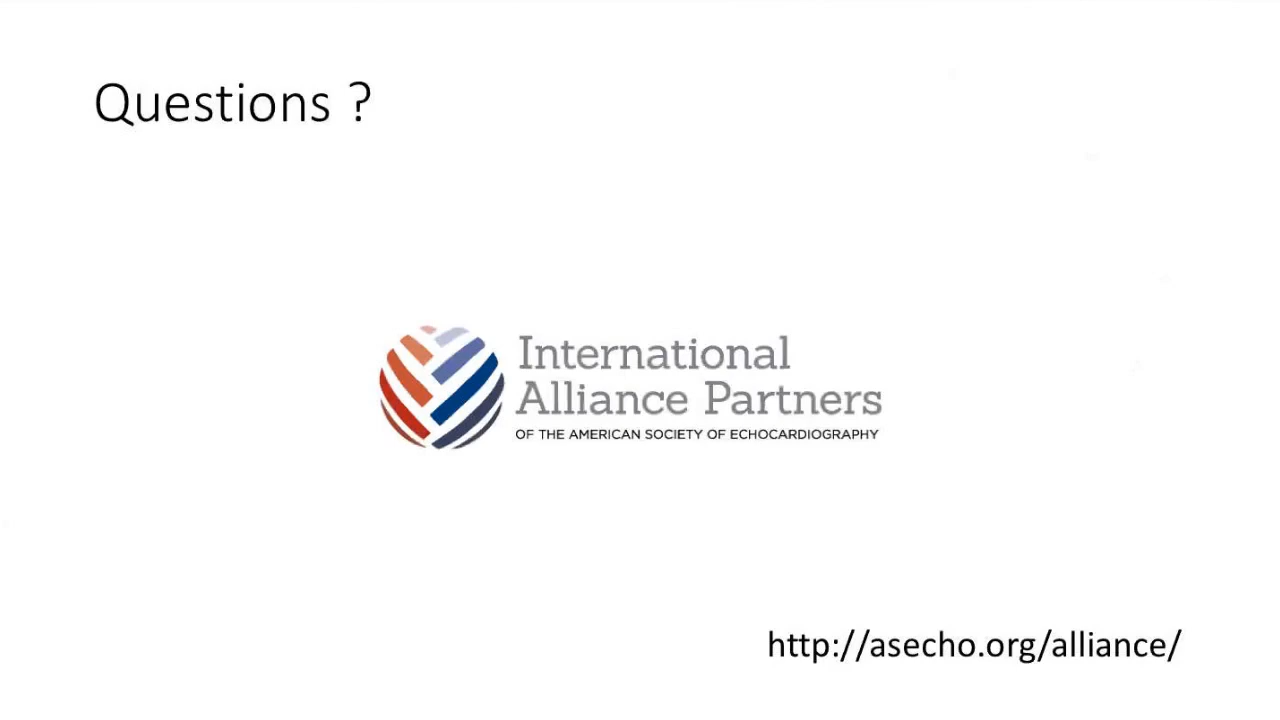 Questions ?
International
Alliance Partners
OF THE AMERICAN SOCIETY OF ECHOCARDIOGRAPHY
http://asecho.org/alliance/